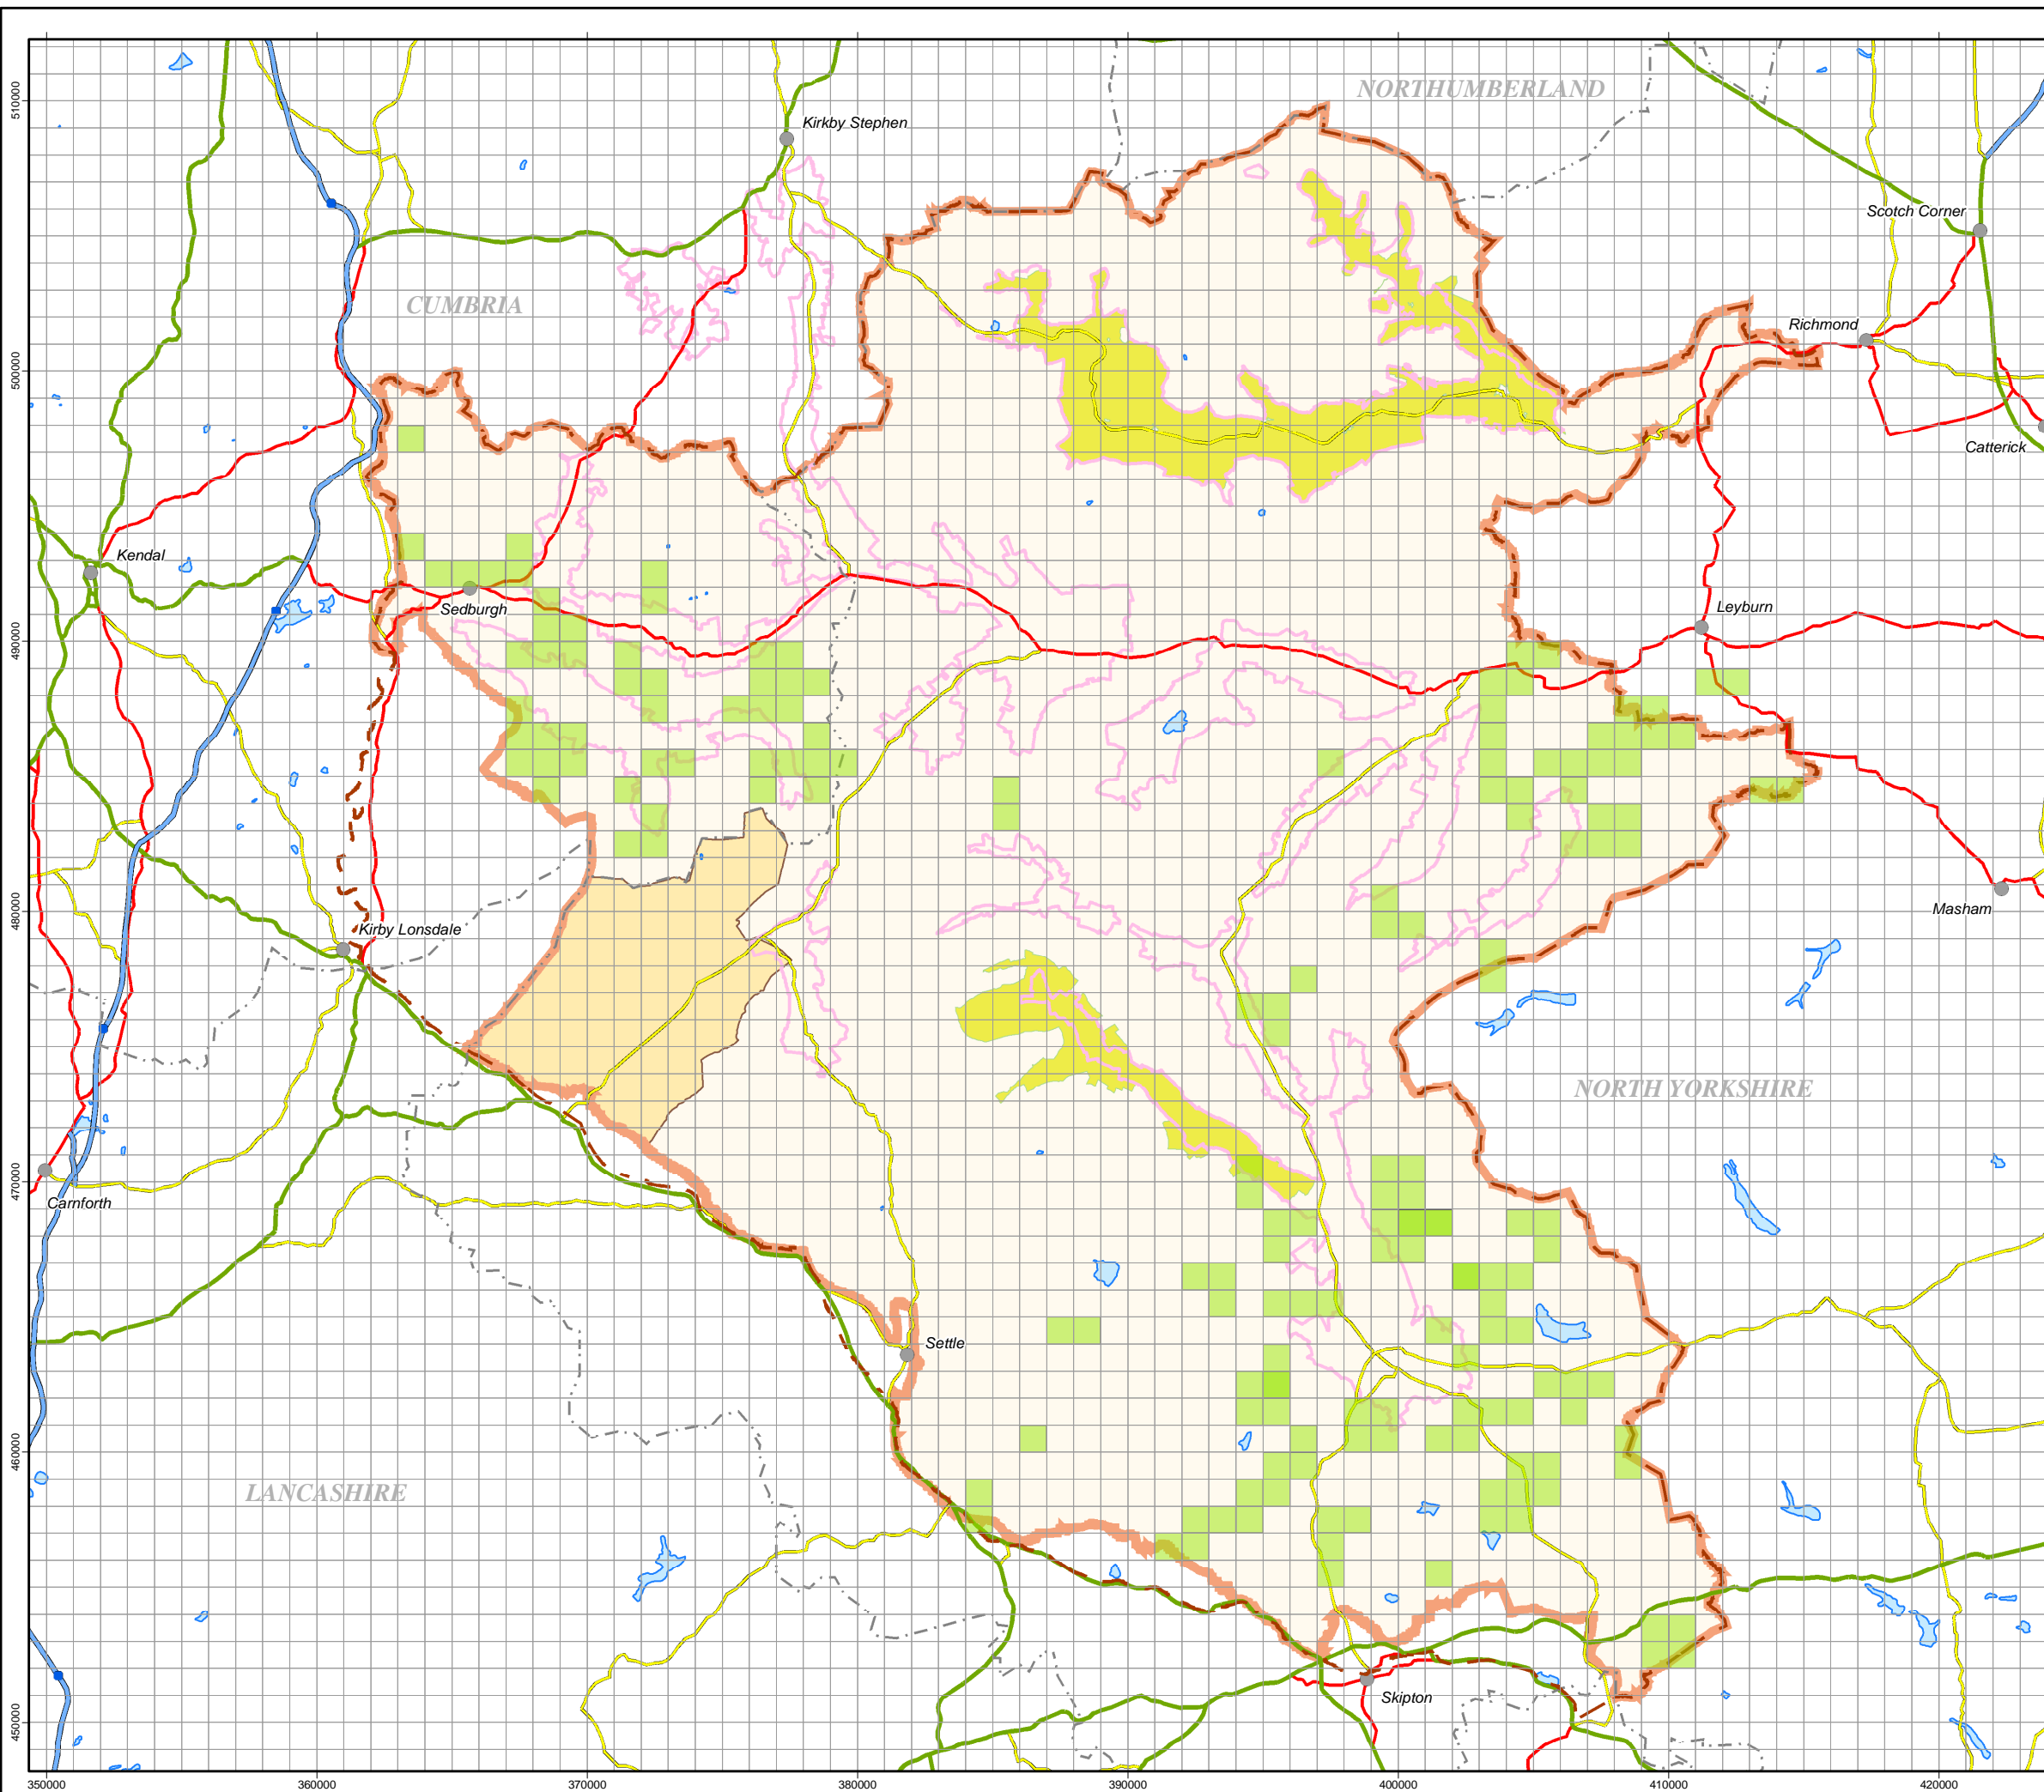 NORTHUMBERLAND
510000
Kirkby Stephen
Scotch Corner
CUMBRIA
Richmond
500000
Catterick
Kendal
Sedburgh
Leyburn
490000
480000
Masham
Kirby Lonsdale
NORTH YORKSHIRE
470000
Carnforth
Settle
460000
LANCASHIRE
Skipton
450000
350000 360000 370000 380000 390000 400000 410000 420000